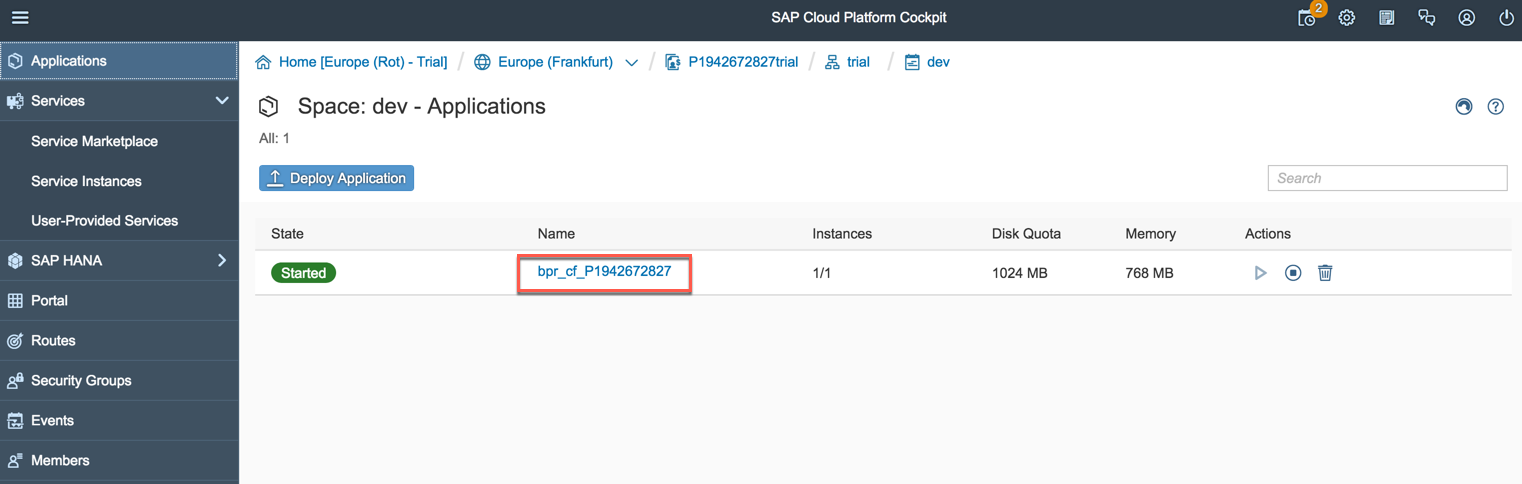 SAP Cloud Platform Cockpit
2
Applications
Services
Service Marketplace
Service Instances
User-Provided Services
SAP HANA
Portal
Routes
Security Groups
Events
Members
Home [Europe (Rot) - Trial] / Europe (Frankfurt) / P1942672827trial / trial / dev
Space: dev - Applications
All: 1
Deploy Application
Search
State Name Instances Disk Quota Memory Actions
Started bpr_cf_P1942672827 1/1 1024 MB 768 MB